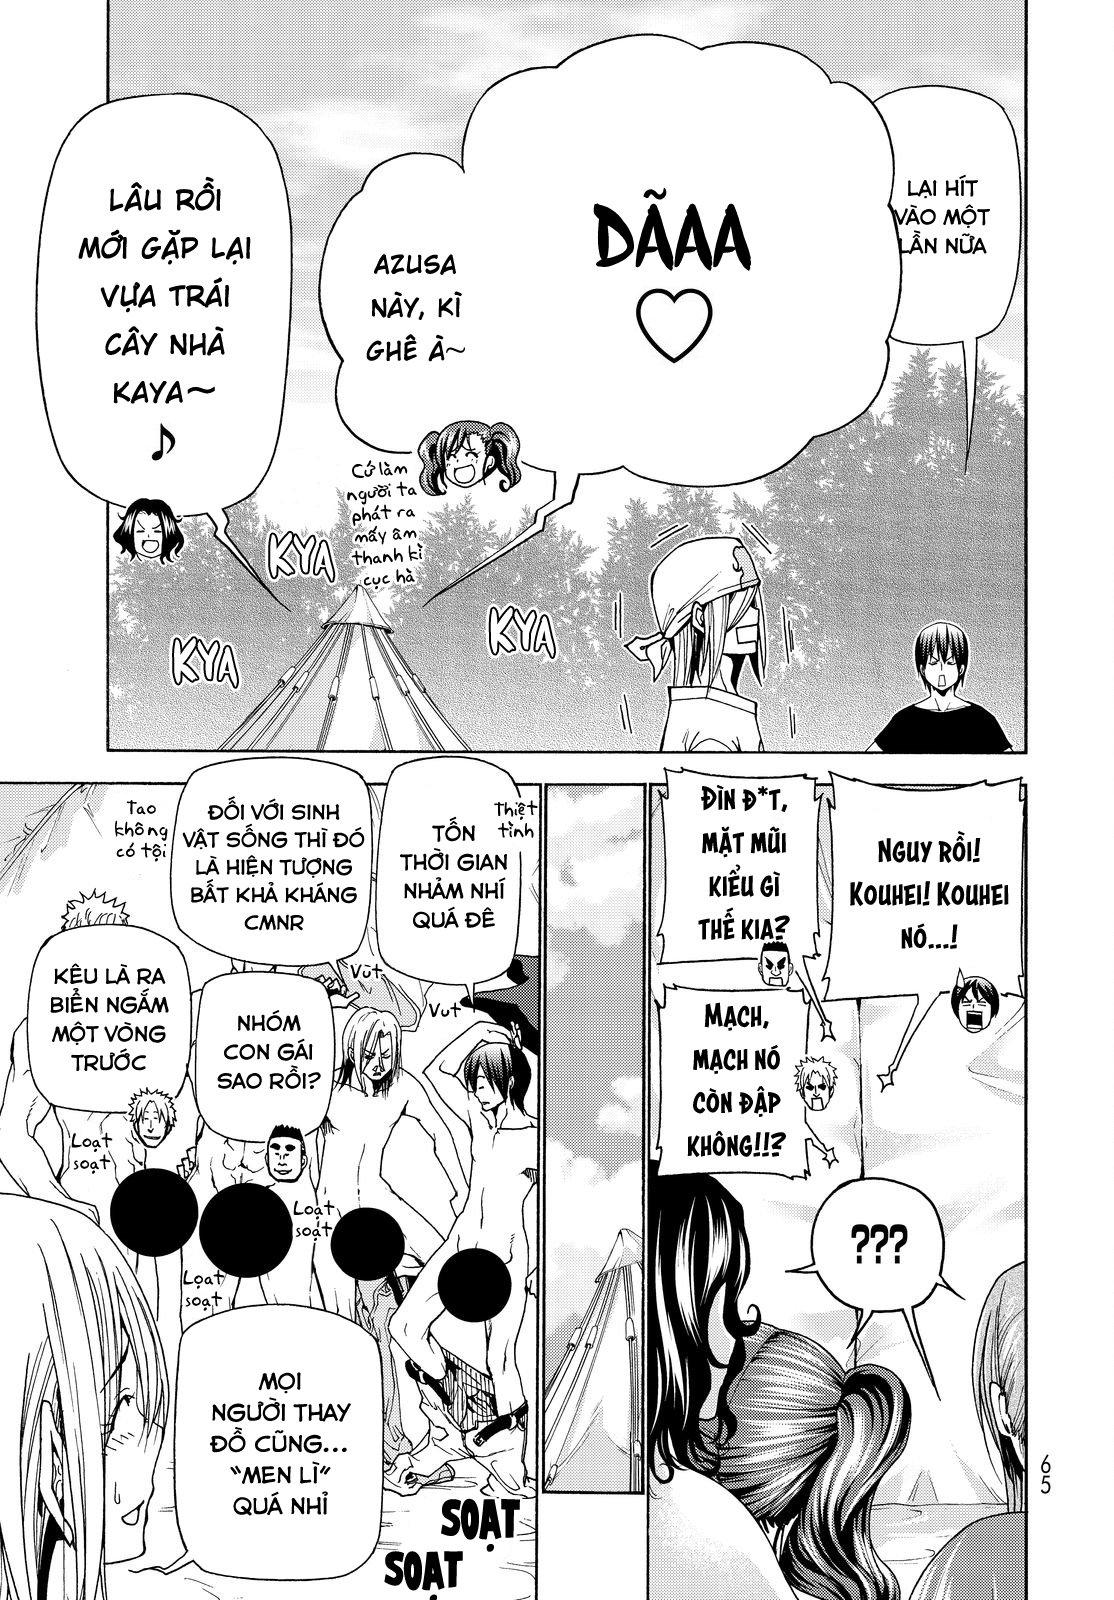 LẠI HÍT
VÀO MỘT
LẦN NỮA
DÃAA
♡
AZUSA
NÀY, KÌ
GHÊ À~
LÂU RỒI
MỚI GẶP LẠI
VỰA TRÁI
CÂY NHÀ
KAYA~
♪
Cứ làm
người ta
phát ra
mấy âm
thanh kì
cục hà
KYA
KYA
KYA
NGUY RỒI!
KOUHEI! KOUHEI
NÓ...!
ĐÌN Đ*T,
MẶT MŨI
KIỂU GÌ
THẾ KIA?
MẠCH,
MẠCH NÓ
CÒN ĐẬP
KHÔNG!!?
???
Thiệt
tình
TỐN
THỜI GIAN
NHẢM NHÍ
QUÁ ĐÊ
ĐỐI VỚI SINH
VẬT SỐNG THÌ ĐÓ
LÀ HIỆN TƯỢNG
BẤT KHẢ KHÁNG
CMNR
Tao
không
có tội
Vút
Vút
NHÓM
CON GÁI
SAO RỒI?
KÊU LÀ RA
BIỂN NGẮM
MỘT VÒNG
TRƯỚC
Loạt
soạt
Loạt
soạt
Loạt
soạt
MỌI
NGƯỜI THAY
ĐỒ CŨNG...
“MEN LÌ”
QUÁ NHỈ
SOẠT
SOẠT
65